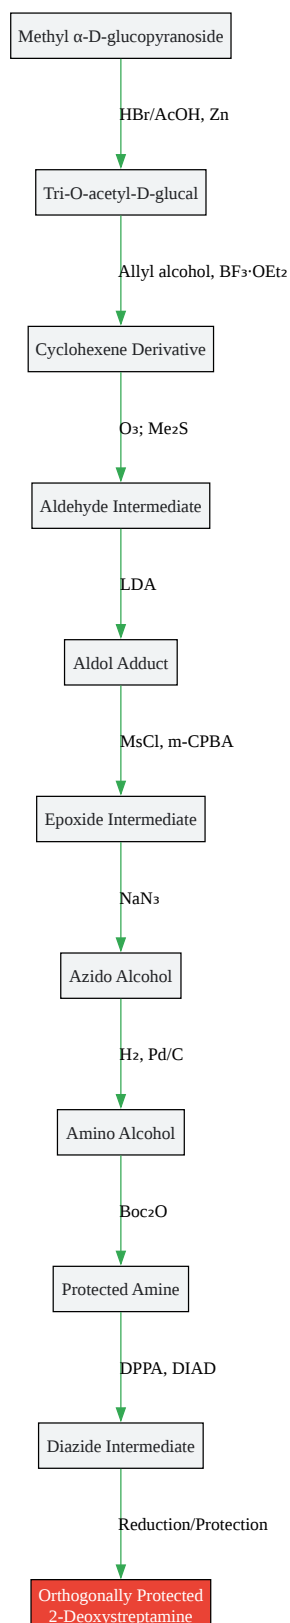 Methyl α-D-glucopyranoside
HBr/AcOH, Zn
Tri-O-acetyl-D-glucal
Allyl alcohol, BF₃·OEt₂
Cyclohexene Derivative
O₃; Me₂S
Aldehyde Intermediate
LDA
Aldol Adduct
MsCl, m-CPBA
Epoxide Intermediate
NaN₃
Azido Alcohol
H₂, Pd/C
Amino Alcohol
Boc₂O
Protected Amine
DPPA, DIAD
Diazide Intermediate
Reduction/Protection
Orthogonally Protected
2-Deoxystreptamine